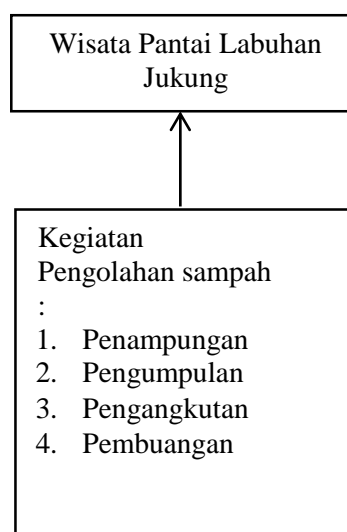 Wisata Pantai Labuhan
Jukung
Kegiatan
Pengolahan sampah
:
1. Penampungan
2. Pengumpulan
3. Pengangkutan
4. Pembuangan